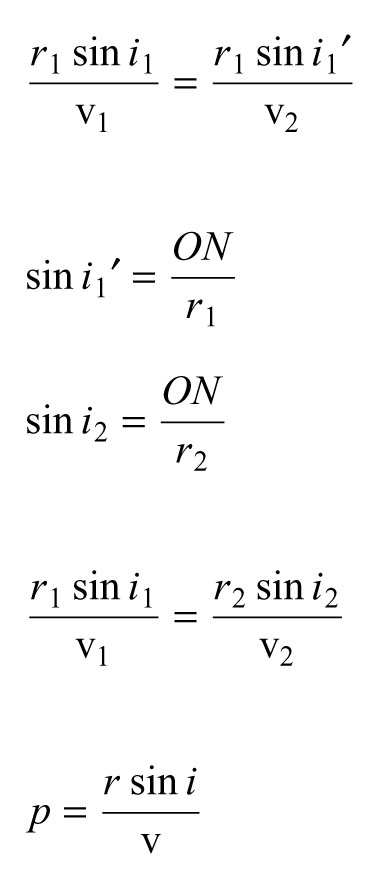 r₁ sin i₁ / v₁ = r₁ sin i₁′ / v₂
sin i₁′ = ON / r₁
sin i₂ = ON / r₂
r₁ sin i₁ / v₁ = r₂ sin i₂ / v₂
p = r sin i / v